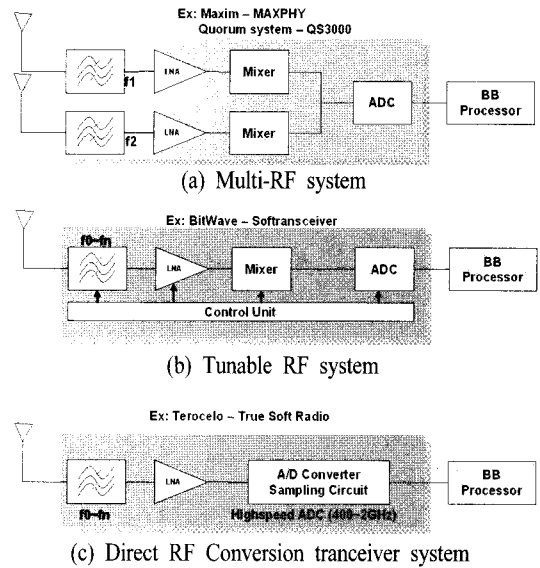 Ex: Maxim – MAXPHY
Quorum system – QS3000
f1
LNA
Mixer
ADC
BB
Processor
f2
LNA
Mixer
(a) Multi-RF system
Ex: BitWave – Softransceiver
f0~fn
LNA
Mixer
ADC
BB
Processor
Control Unit
(b) Tunable RF system
Ex: Terocelo – True Soft Radio
LNA
A/D Converter
Sampling Circuit
BB
Processor
f0~fn
Highspeed ADC (400~2GHz)
(c) Direct RF Conversion tranceiver system